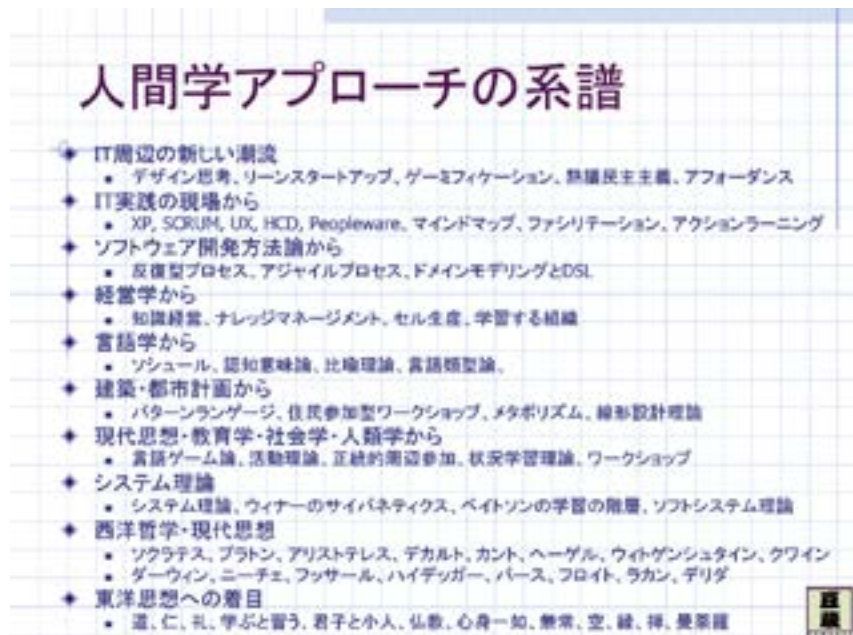 人間学アプローチの系譜
IT周辺の新しい潮流
デザイン思考、リーンスタートアップ、ゲーミフィケーション、熟議民主主義、アフォーダンス
IT実践の現場から
XP, SCRUM, UX, HCD, Peopleware、マインドマップ、ファシリテーション、アクションラーニング
ソフトウェア開発方法論から
反復型プロセス、アジャイルプロセス、ドメインモデリングとDSL
経営学から
知識経営、ナレッジマネージメント、セル生産、学習する組織
言語学から
ソシュール、認知意味論、比喩理論、言語類型論、
建築・都市計画から
パターンランゲージ、住民参加型ワークショップ、メタボリズム、線形設計理論
現代思想・教育学・社会学・人類学から
言語ゲーム論、活動理論、正統的周辺参加、状況学習理論、ワークショップ
システム理論
システム理論、ウィナーのサイバネティクス、ベイトソンの学習の階層、ソフトシステム理論
西洋哲学・現代思想
ソクラテス、プラトン、アリストテレス、デカルト、カント、ヘーゲル、ウィトゲンシュタイン、クワイン
ダーウィン、ニーチェ、フッサール、ハイデッガー、パース、フロイト、ラカン、デリダ
東洋思想への着目
道、仁、礼、学ぶと習う、君子と小人、仏教、心身一如、無常、空、縁、禅、曼荼羅
豆蔵